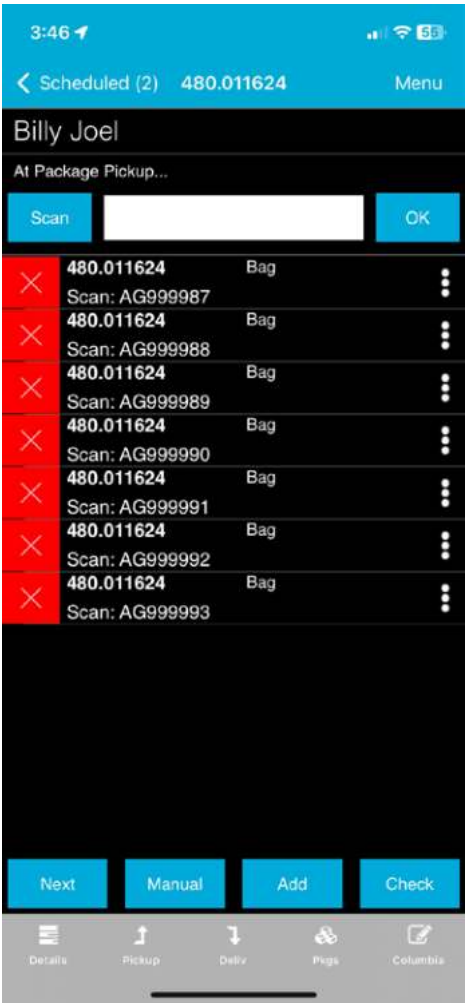 3:46
55
Scheduled (2) 480.011624 Menu
Billy Joel
At Package Pickup...
Scan OK
480.011624 Bag
Scan: AG999987
480.011624 Bag
Scan: AG999988
480.011624 Bag
Scan: AG999989
480.011624 Bag
Scan: AG999990
480.011624 Bag
Scan: AG999991
480.011624 Bag
Scan: AG999992
480.011624 Bag
Scan: AG999993
Next Manual Add Check
Details Pickup Deliv Pkgs Columbia